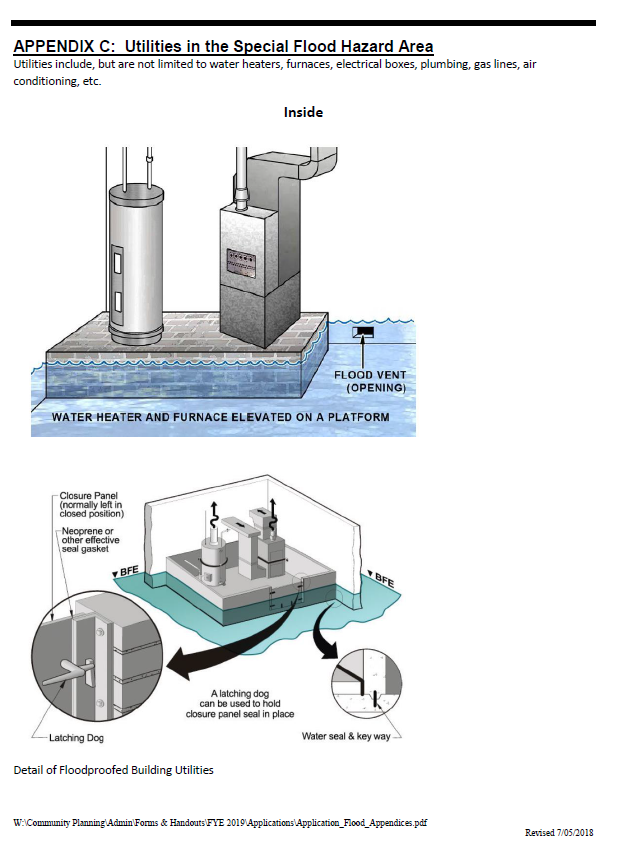 APPENDIX C: Utilities in the Special Flood Hazard Area
Utilities include, but are not limited to water heaters, furnaces, electrical boxes, plumbing, gas lines, air
conditioning, etc.
Inside
FLOOD VENT
(OPENING)
WATER HEATER AND FURNACE ELEVATED ON A PLATFORM
Closure Panel
(normally left in
closed position)
Neoprene or
other effective
seal gasket
BFE
BFE
A latching dog
can be used to hold
closure panel seal in place
Latching Dog
Water seal & key way
Detail of Floodproofed Building Utilities
W:\Community Planning\Admin\Forms & Handouts\FYE 2019\Applications\Application_Flood_Appendices.pdf
Revised 7/05/2018